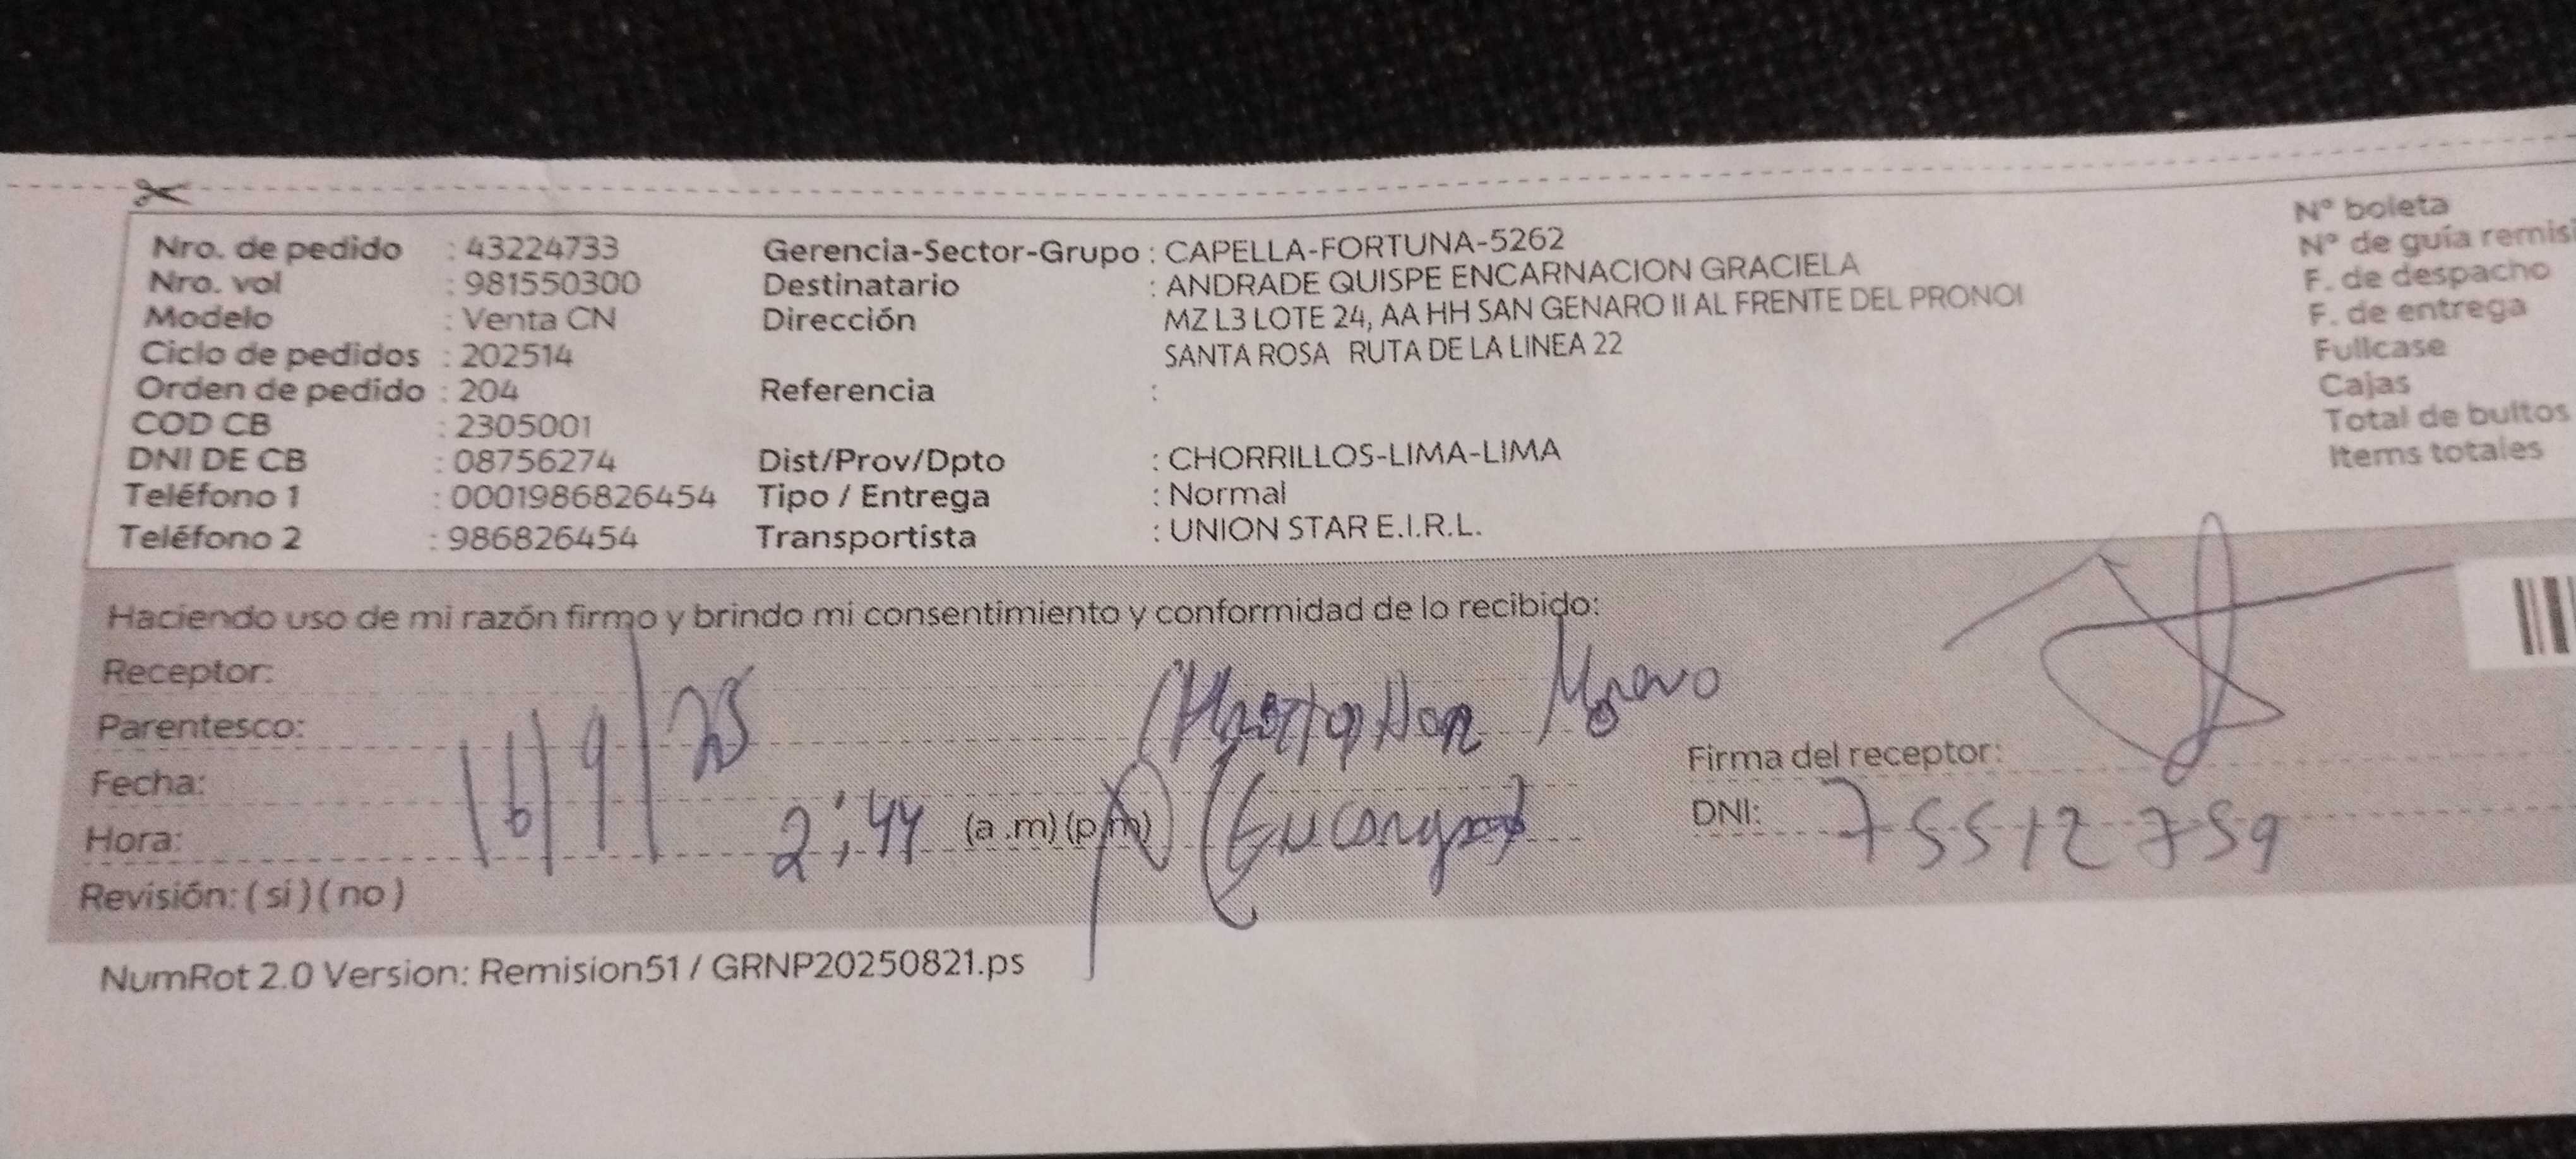 Nro. de pedido : 43224733 Gerencia-Sector-Grupo : CAPELLA-FORTUNA-5262 N° boleta
Nro. vol : 981550300 Destinatario : ANDRADE QUISPE ENCARNACION GRACIELA N° de guía remisi
Modelo : Venta CN Dirección MZ L3 LOTE 24, AA HH SAN GENARO II AL FRENTE DEL PRONOI F. de despacho
Ciclo de pedidos : 202514 SANTA ROSA RUTA DE LA LINEA 22 F. de entrega
Orden de pedido : 204 Referencia : Fullcase
COD CB : 2305001 Cajas
DNI DE CB : 08756274 Dist/Prov/Dpto : CHORRILLOS-LIMA-LIMA Total de bultos
Teléfono 1 : 0001986826454 Tipo / Entrega : Normal Items totales
Teléfono 2 : 986826454 Transportista : UNION STAR E.I.R.L.
Haciendo uso de mi razón firmo y brindo mi consentimiento y conformidad de lo recibido:
Receptor:
Parentesco:
Fecha: 16/9/25 Firma del receptor:
Hora: 2:44 (a .m) (p.m) DNI: 75512759
Revisión: ( si ) ( no )
NumRot 2.0 Version: Remision51 / GRNP20250821.ps